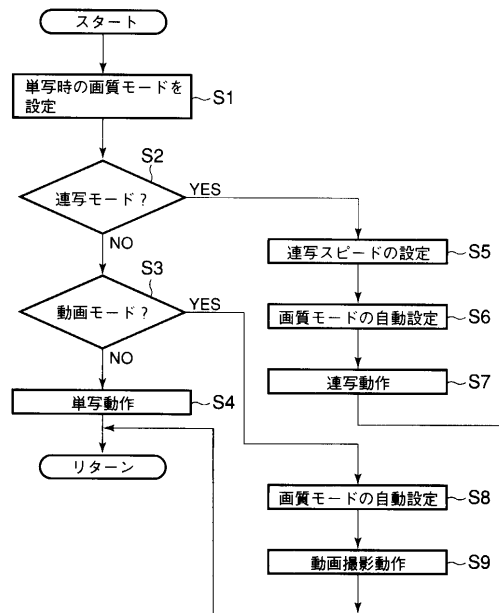 スタート
単写時の画質モードを
設定
S1
S2
連写モード?
YES
NO
S3
動画モード?
YES
NO
単写動作
S4
リターン
連写スピードの設定
S5
画質モードの自動設定
S6
連写動作
S7
画質モードの自動設定
S8
動画撮影動作
S9